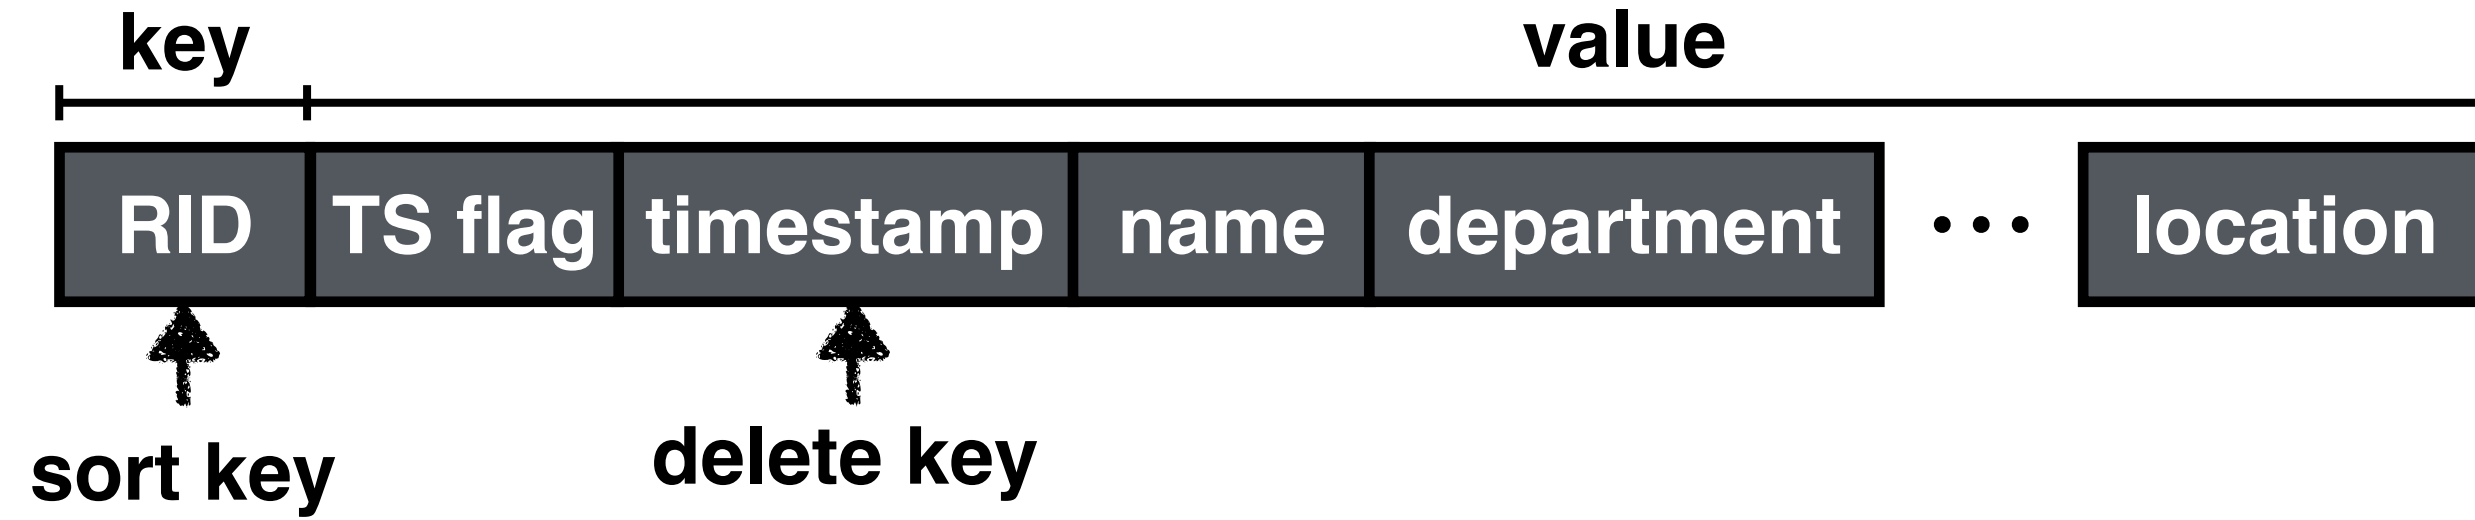 key value
RID TS flag timestamp name department ... location
sort key delete key